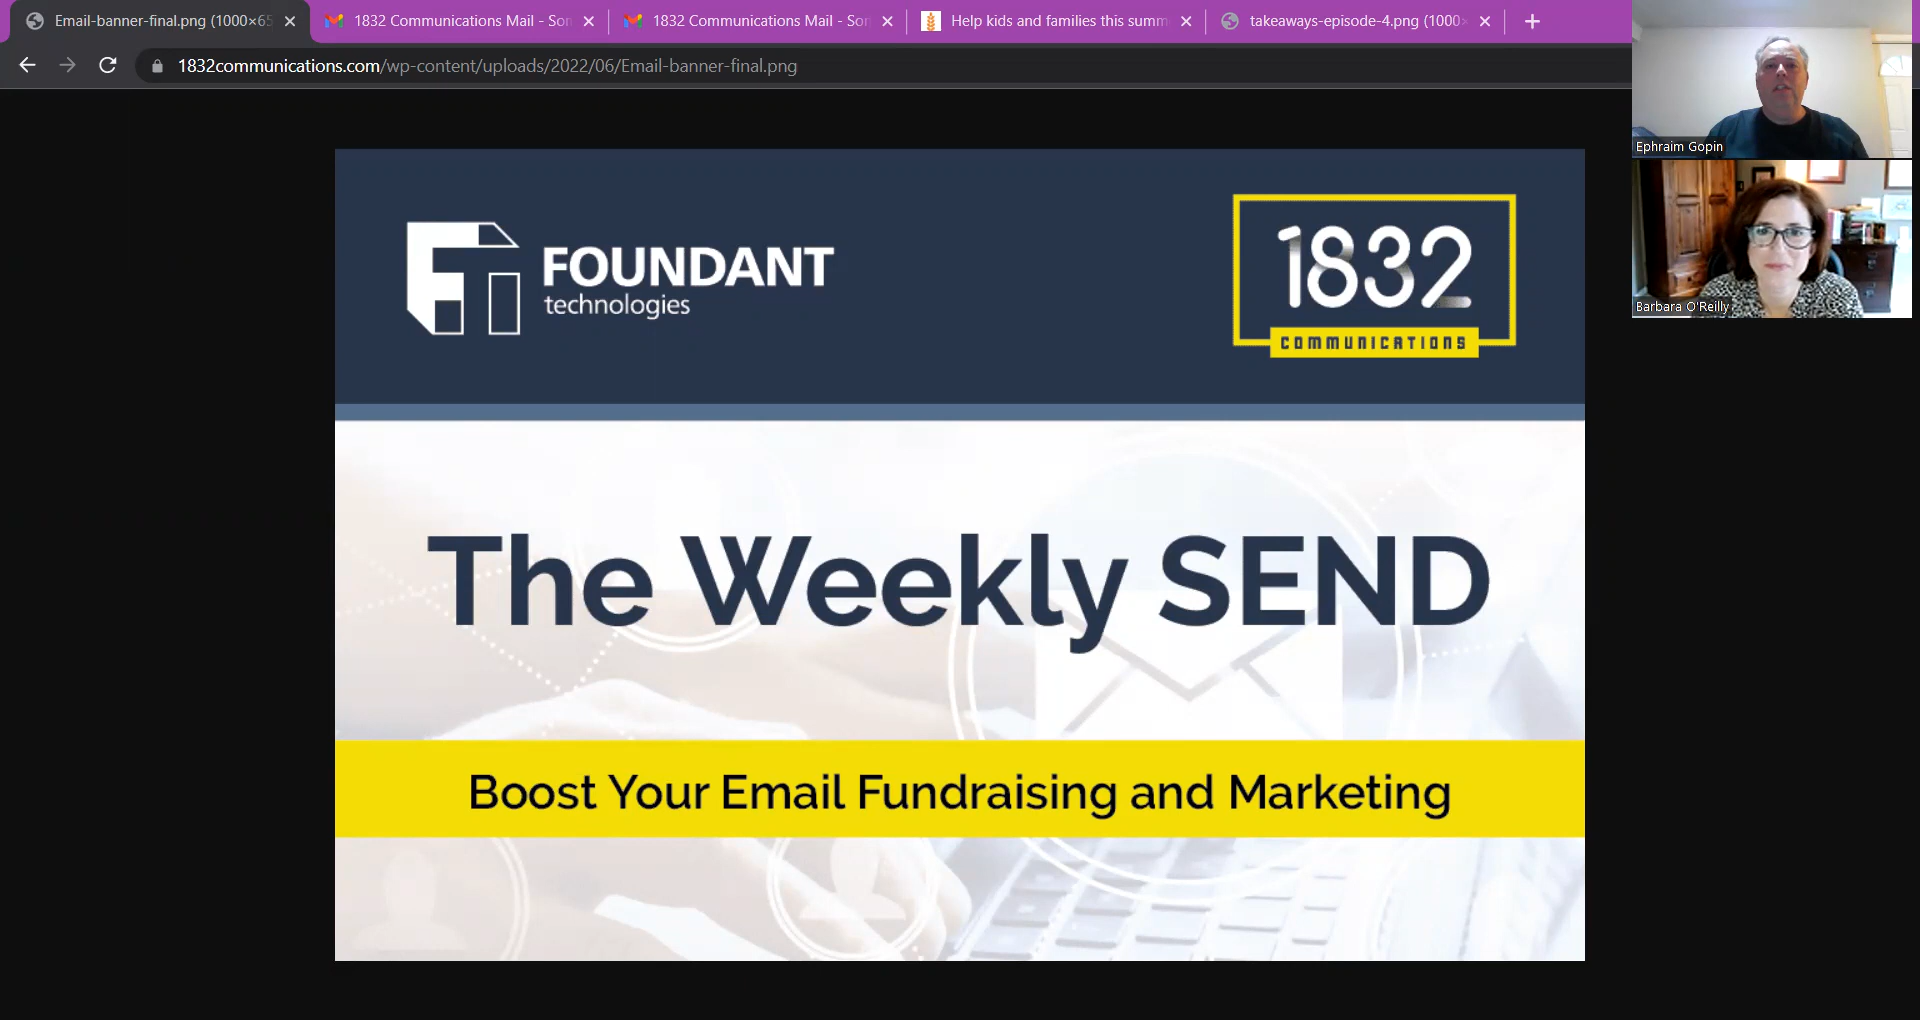 Email-banner-final.png (1000×65
1832 Communications Mail - Son
1832 Communications Mail - Son
Help kids and families this summ
takeaways-episode-4.png (1000×
1832communications.com/wp-content/uploads/2022/06/Email-banner-final.png
Ephraim Gopin
Barbara O'Reilly
FOUNDANT
technologies
1832
COMMUNICATIONS
The Weekly SEND
Boost Your Email Fundraising and Marketing